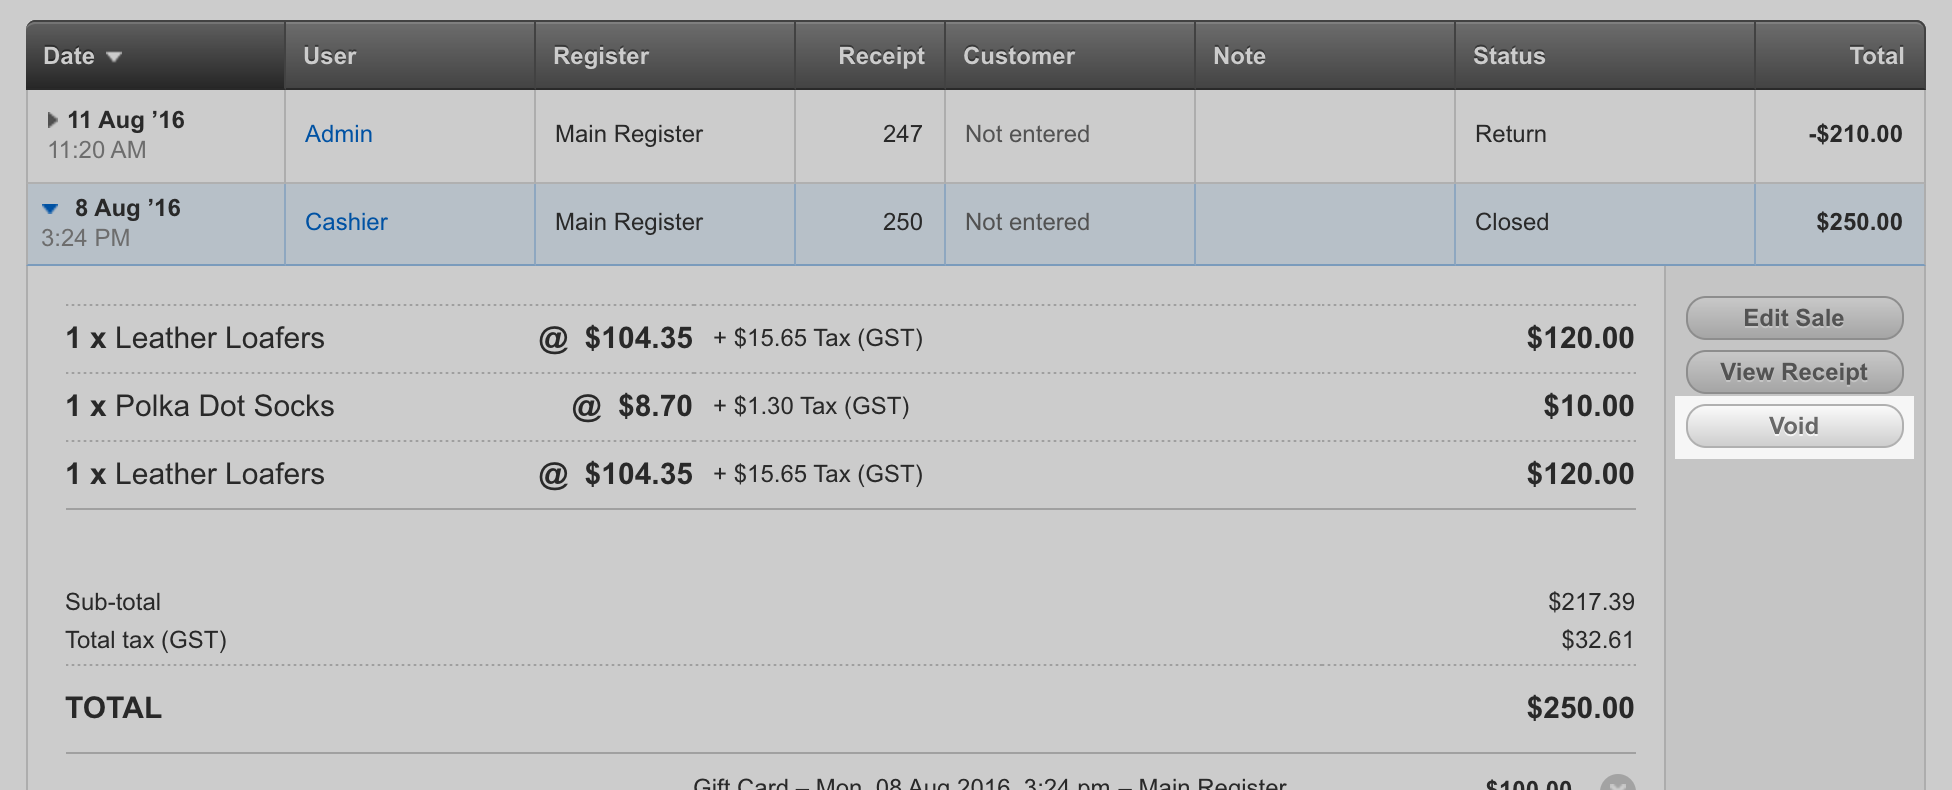 Date User Register Receipt Customer Note Status Total
11 Aug ’16
11:20 AM
Admin Main Register 247 Not entered Return -$210.00
8 Aug ’16
3:24 PM
Cashier Main Register 250 Not entered Closed $250.00
1 x Leather Loafers @ $104.35 + $15.65 Tax (GST) $120.00
1 x Polka Dot Socks @ $8.70 + $1.30 Tax (GST) $10.00
1 x Leather Loafers @ $104.35 + $15.65 Tax (GST) $120.00
Edit Sale
View Receipt
Void
Sub-total $217.39
Total tax (GST) $32.61
TOTAL $250.00
Gift Card – Mon, 08 Aug 2016, 3:24 pm – Main Register $100.00